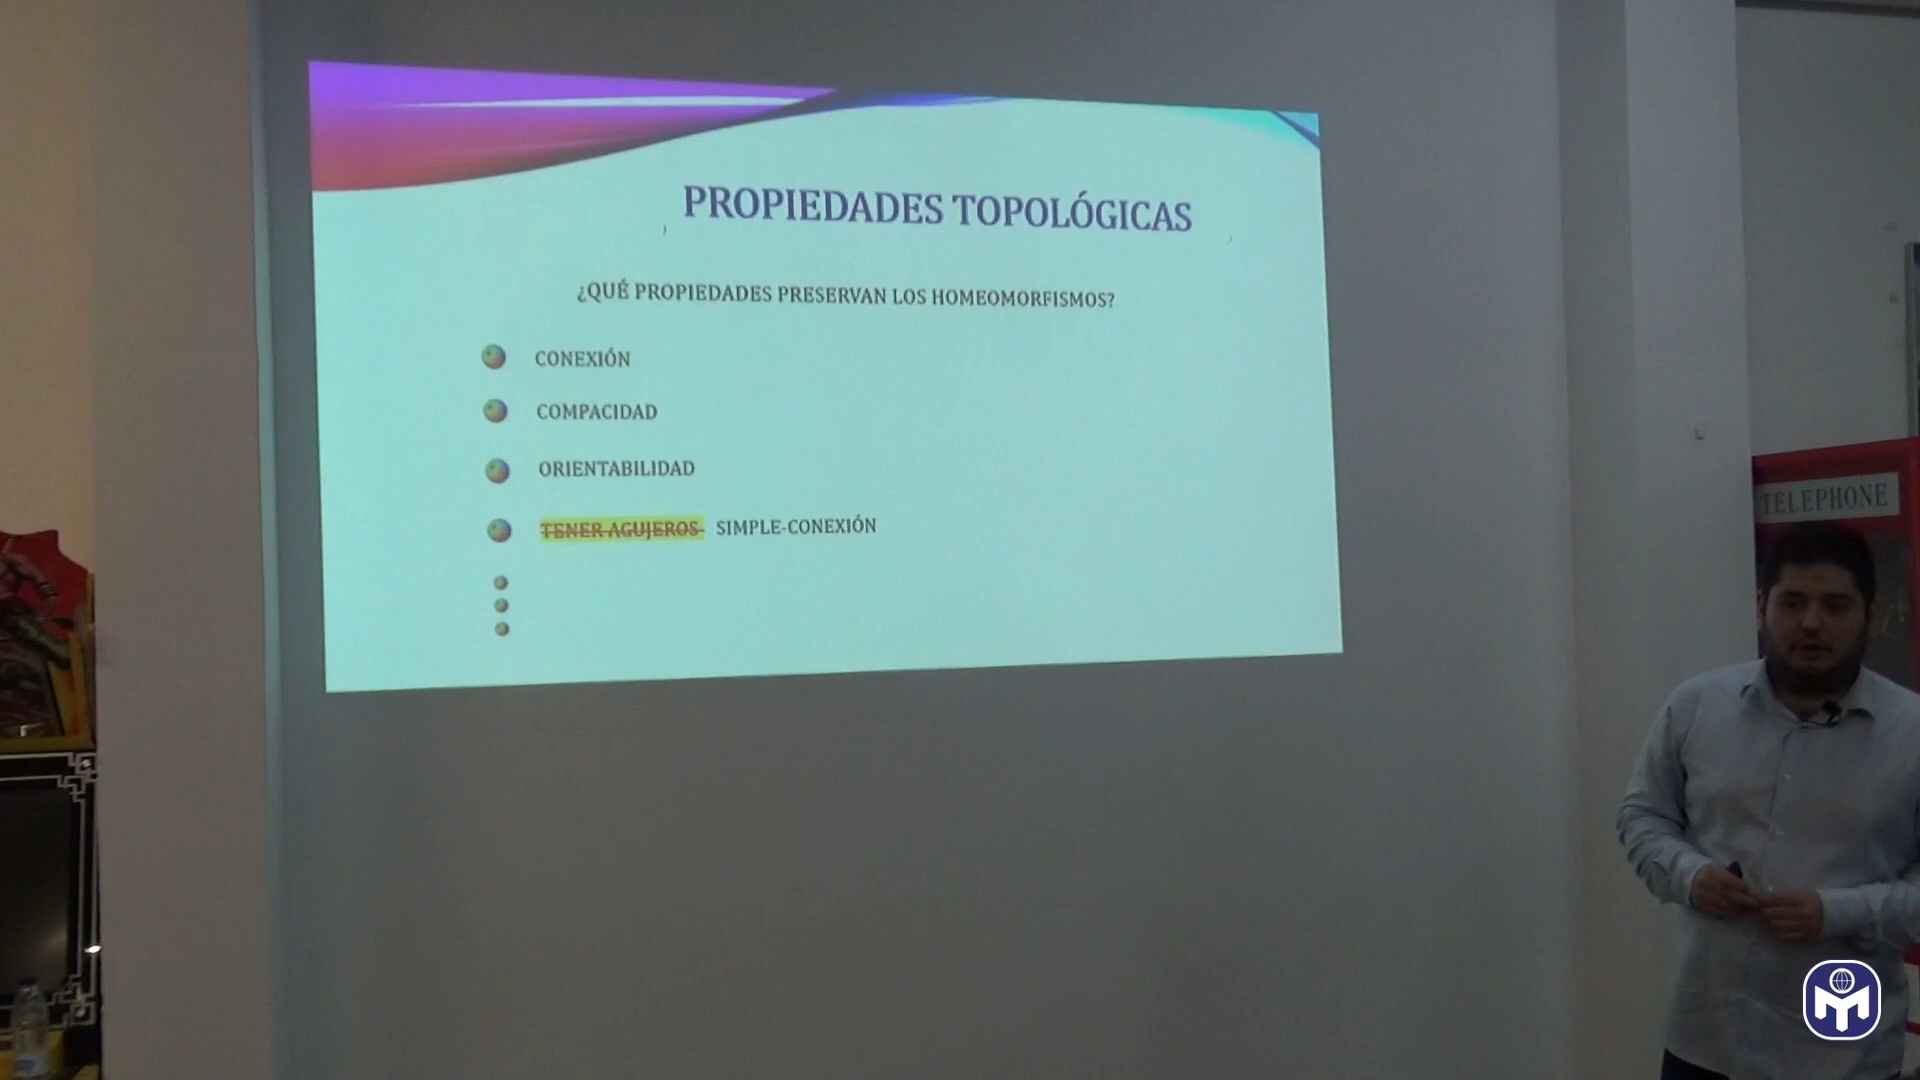 PROPIEDADES TOPOLÓGICAS
¿QUÉ PROPIEDADES PRESERVAN LOS HOMEOMORFISMOS?
CONEXIÓN
COMPACIDAD
ORIENTABILIDAD
TENER AGUJEROS SIMPLE-CONEXIÓN
TELEPHONE